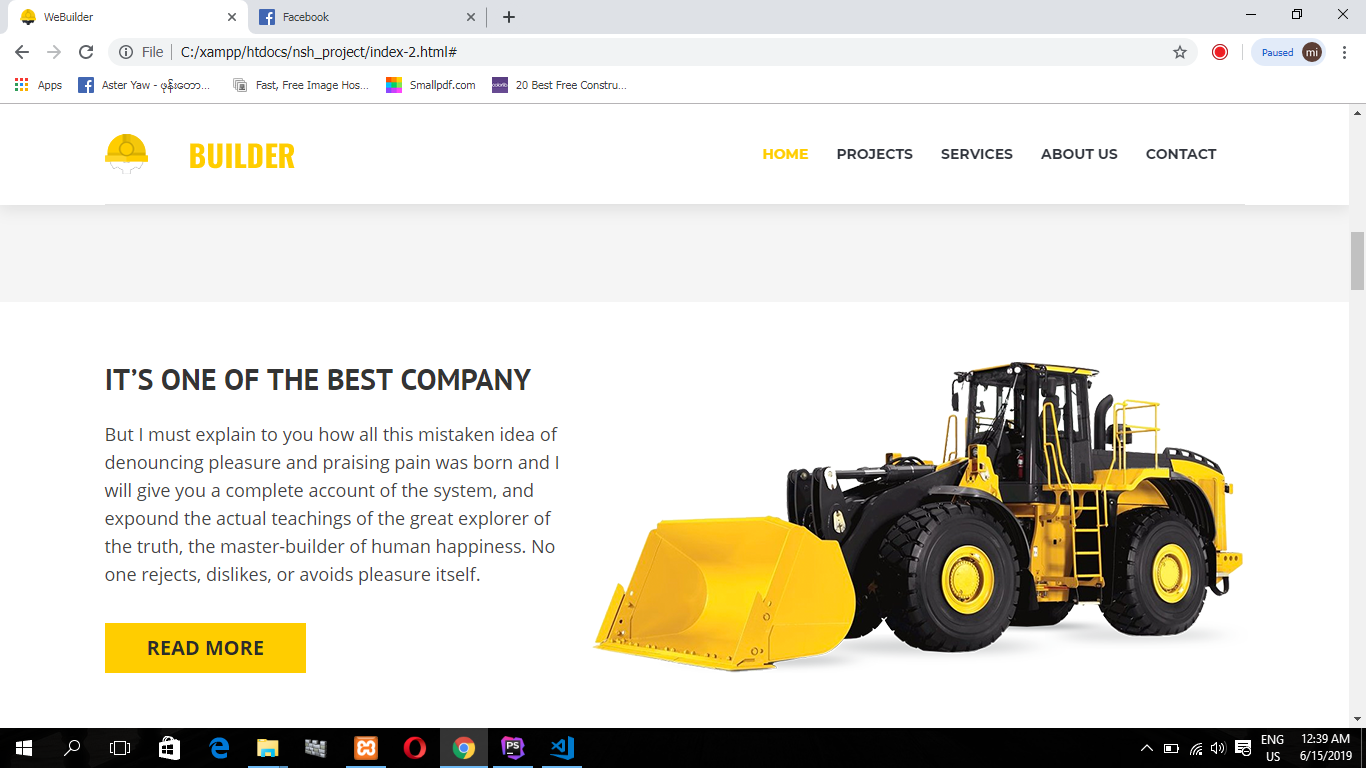 WeBuilder
Facebook
File
C:/xampp/htdocs/nsh_project/index-2.html#
Paused
mi
Apps
Aster Yaw - ဖုန်းတော...
Fast, Free Image Hos...
Smallpdf.com
colorlib
20 Best Free Constru...
BUILDER
HOME PROJECTS SERVICES ABOUT US CONTACT
IT’S ONE OF THE BEST COMPANY
But I must explain to you how all this mistaken idea of
denouncing pleasure and praising pain was born and I
will give you a complete account of the system, and
expound the actual teachings of the great explorer of
the truth, the master-builder of human happiness. No
one rejects, dislikes, or avoids pleasure itself.
READ MORE
PS
ENG
US
12:39 AM
6/15/2019